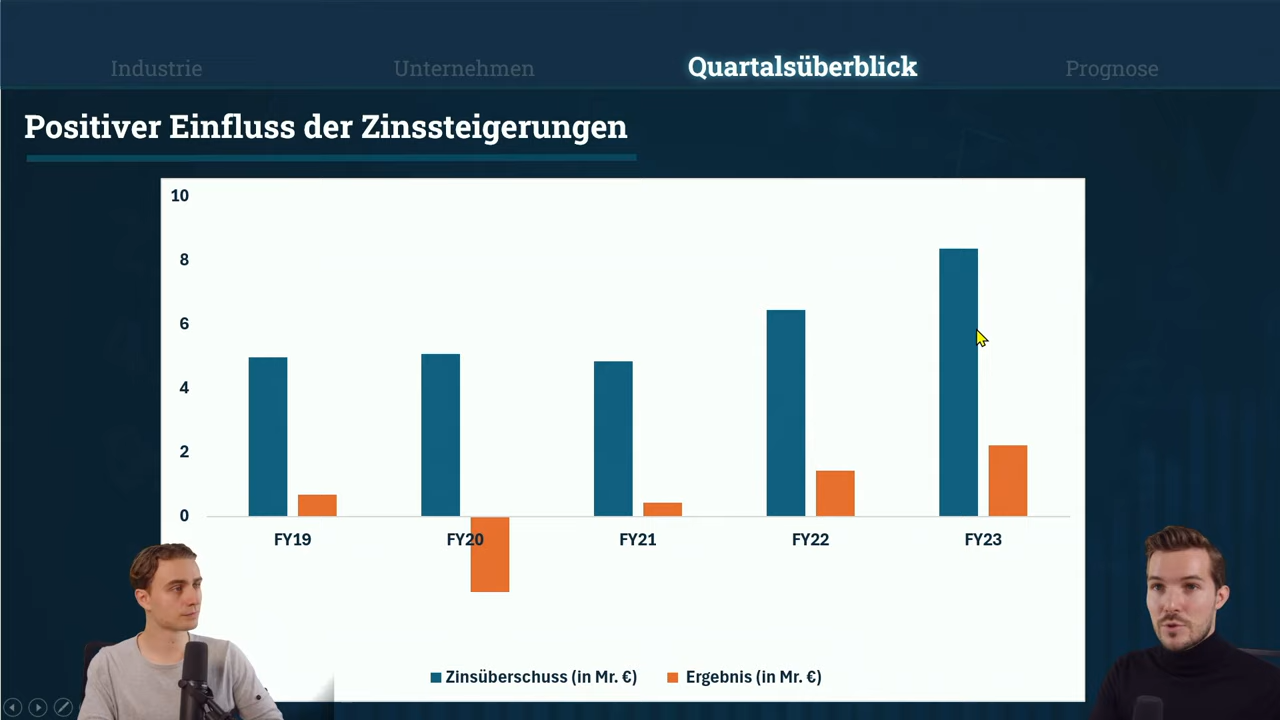 Industrie Unternehmen Quartalsüberblick Prognose
Positiver Einfluss der Zinssteigerungen
10
8
6
4
2
0
FY19 FY20 FY21 FY22 FY23
Zinsüberschuss (in Mr. €) Ergebnis (in Mr. €)